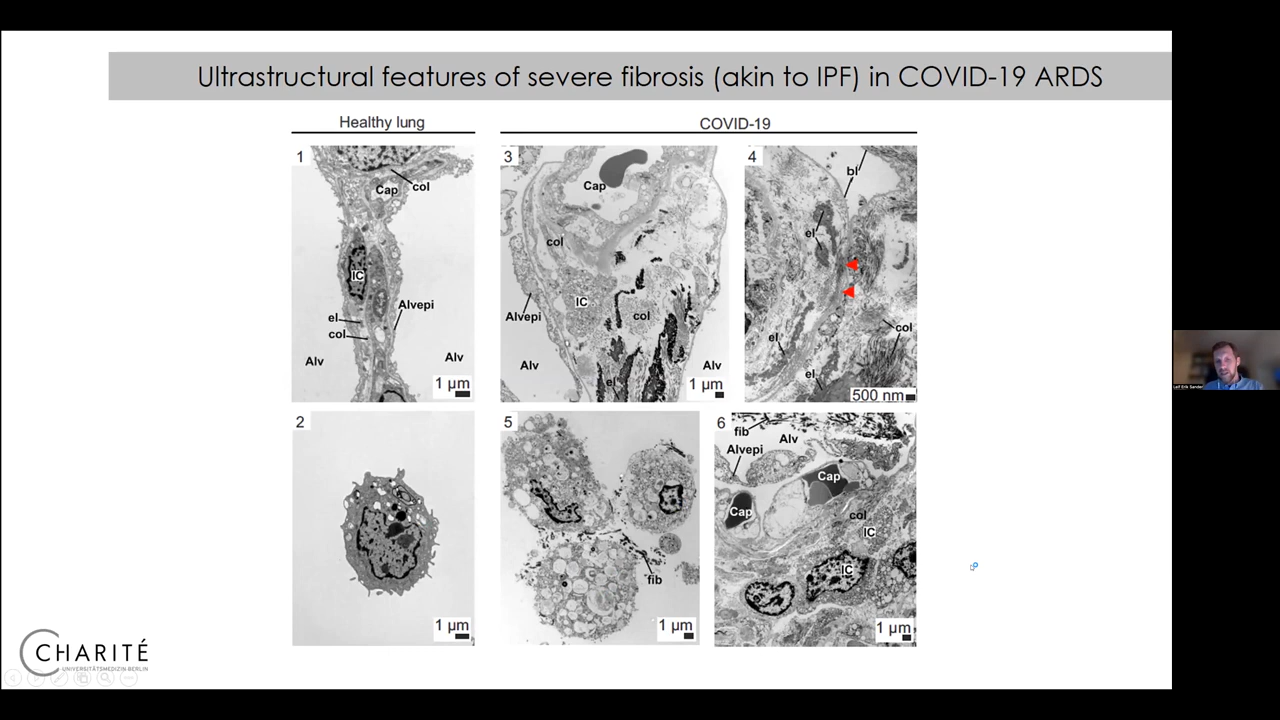 Ultrastructural features of severe fibrosis (akin to IPF) in COVID-19 ARDS
Healthy lung
COVID-19
1
Cap
col
IC
Alvepi
el
col
Alv
Alv
1 µm
3
Cap
col
IC
Alvepi
col
Alv
Alv
el
1 µm
4
bl
el
el
col
el
500 nm
2
1 µm
5
fib
1 µm
6
fib
Alv
Alvepi
Cap
Cap
col
IC
IC
1 µm
CHARITÉ
UNIVERSITÄTSMEDIZIN BERLIN
Leif Erik Sander